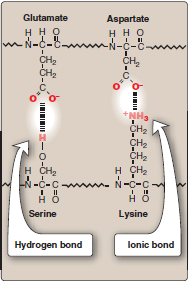 Glutamate Aspartate
H H O H H O
N C C N C C
CH2 CH2
CH2 C
C O O-
O O-
+NH3
H CH2
O CH2
CH2 CH2
H CH2
N C C N C C
H O H O
Serine Lysine
Hydrogen bond Ionic bond